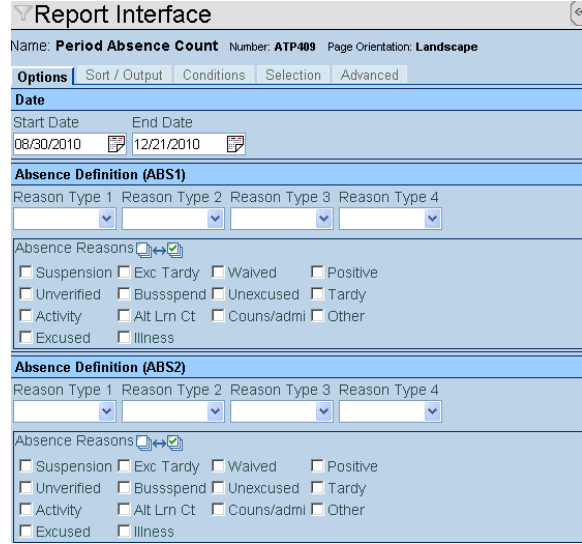 Report Interface
Name: Period Absence Count Number: ATP409 Page Orientation: Landscape
Options Sort / Output Conditions Selection Advanced
Date
Start Date End Date
08/30/2010 12/21/2010
Absence Definition (ABS1)
Reason Type 1 Reason Type 2 Reason Type 3 Reason Type 4
Absence Reasons
Suspension Exc Tardy Waived Positive
Unverified Bussspend Unexcused Tardy
Activity Alt Lrn Ct Couns/admi Other
Excused Illness
Absence Definition (ABS2)
Reason Type 1 Reason Type 2 Reason Type 3 Reason Type 4
Absence Reasons
Suspension Exc Tardy Waived Positive
Unverified Bussspend Unexcused Tardy
Activity Alt Lrn Ct Couns/admi Other
Excused Illness